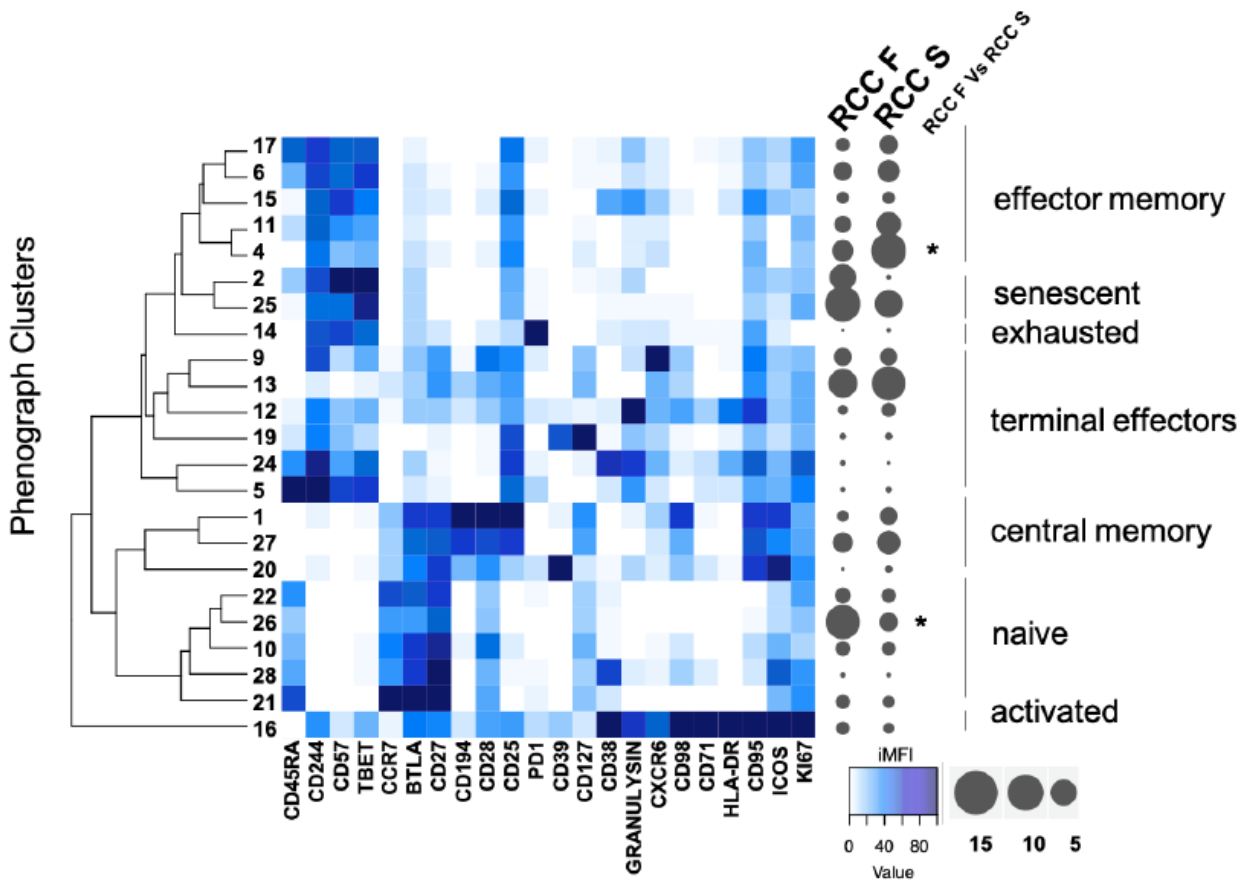 RCC F
RCC S
RCC F Vs RCC S
Phenograph Clusters
17
6
15
11
4
2
25
14
9
13
12
19
24
5
1
27
20
22
26
10
28
21
16
*
*
effector memory
senescent
exhausted
terminal effectors
central memory
naive
activated
CD45RA
CD244
CD57
TBET
CCR7
BTLA
CD27
CD194
CD28
CD25
PD1
CD39
CD127
CD38
GRANULYSIN
CXCR6
CD98
CD71
HLA-DR
CD95
ICOS
KI67
iMFI
0 40 80
Value
15 10 5